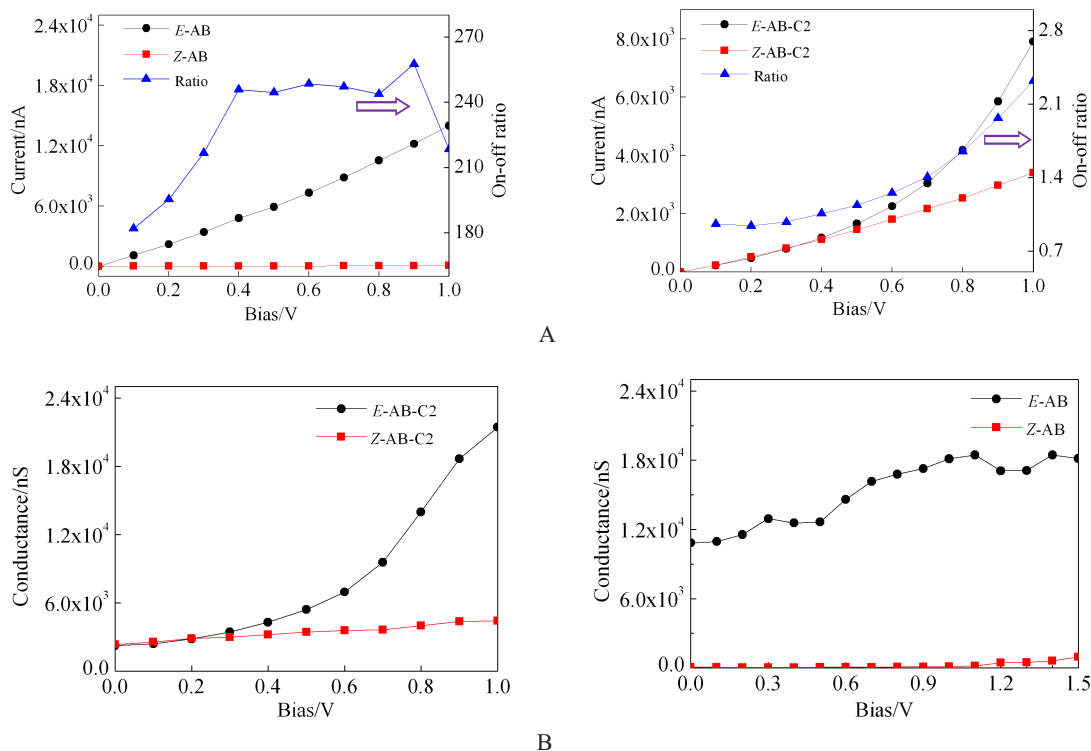 2.4x10⁴
1.8x10⁴
1.2x10⁴
6.0x10³
0.0
Current/nA
E-AB
Z-AB
Ratio
270
240
210
180
On-off ratio
0.0 0.2 0.4 0.6 0.8 1.0
Bias/V
8.0x10³
6.0x10³
4.0x10³
2.0x10³
0.0
Current/nA
E-AB-C2
Z-AB-C2
Ratio
2.8
2.1
1.4
0.7
On-off ratio
0.0 0.2 0.4 0.6 0.8 1.0
Bias/V
A
2.4x10⁴
1.8x10⁴
1.2x10⁴
6.0x10³
0.0
Conductance/nS
E-AB-C2
Z-AB-C2
0.0 0.2 0.4 0.6 0.8 1.0
Bias/V
2.4x10⁴
1.8x10⁴
1.2x10⁴
6.0x10³
0.0
Conductance/nS
E-AB
Z-AB
0.0 0.3 0.6 0.9 1.2 1.5
Bias/V
B